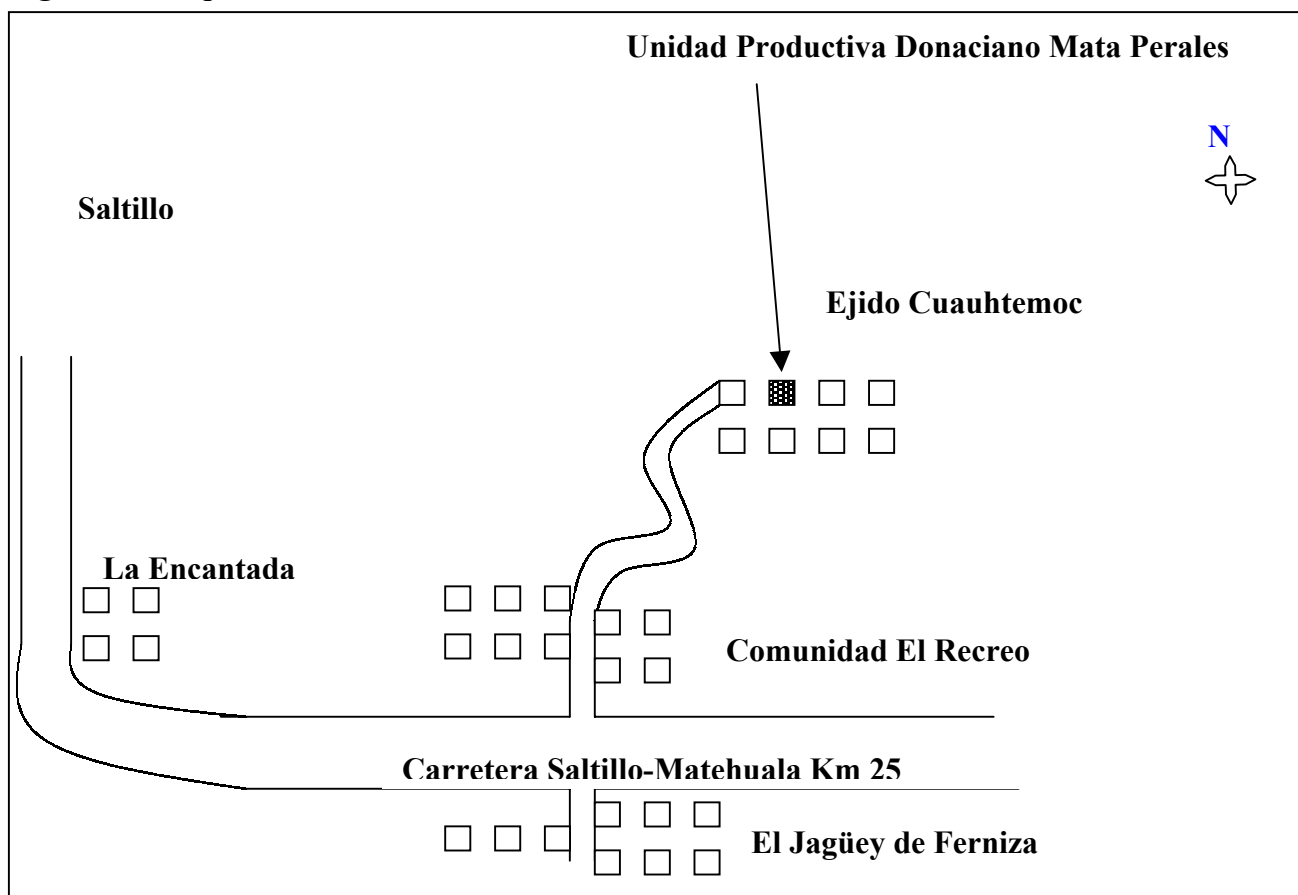 Unidad Productiva Donaciano Mata Perales
N
Saltillo
Ejido Cuauhtemoc
La Encantada
Comunidad El Recreo
Carretera Saltillo-Matehuala Km 25
El Jagüey de Ferniza